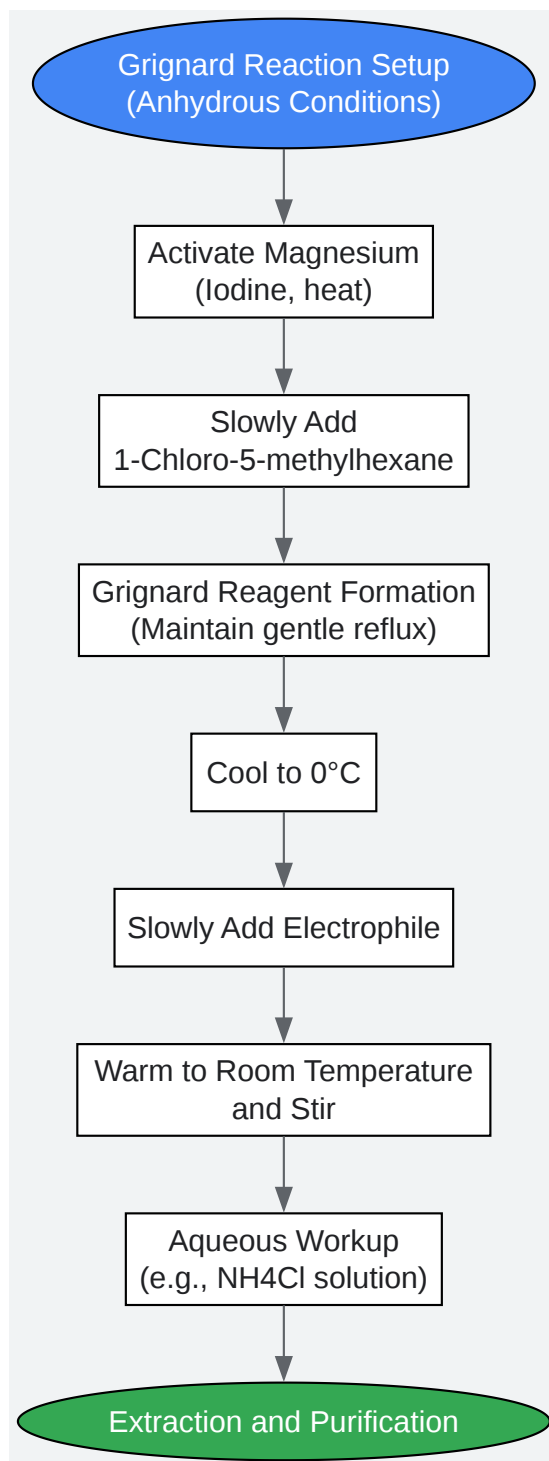 Grignard Reaction Setup
(Anhydrous Conditions)
Activate Magnesium
(Iodine, heat)
Slowly Add
1-Chloro-5-methylhexane
Grignard Reagent Formation
(Maintain gentle reflux)
Cool to 0°C
Slowly Add Electrophile
Warm to Room Temperature
and Stir
Aqueous Workup
(e.g., NH4Cl solution)
Extraction and Purification